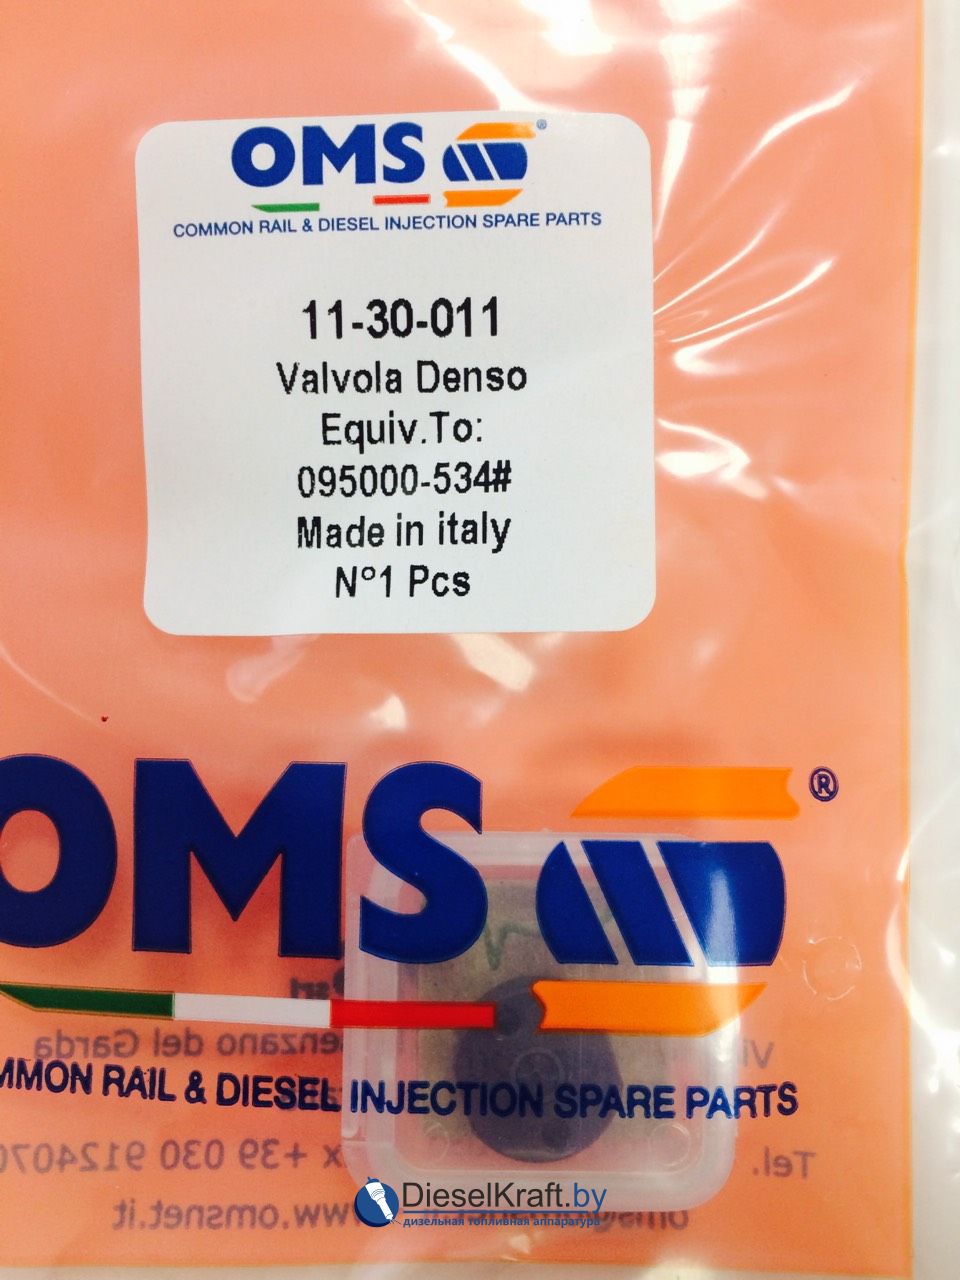 OMS ®
COMMON RAIL & DIESEL INJECTION SPARE PARTS
11-30-011
Valvola Denso
Equiv.To:
095000-534#
Made in italy
N°1 Pcs
OMS ®
srl
enzano del Garda
MMON RAIL & DIESEL INJECTION SPARE PARTS
Tel. x +39 030 912407
www.omsnet.it
DieselKraft.by
дизельная топливная аппаратура